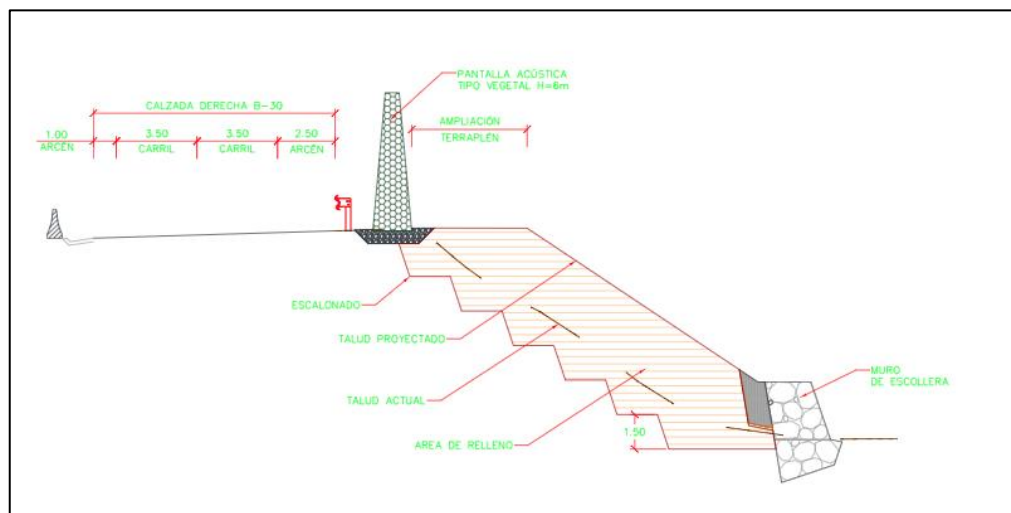 PANTALLA ACÚSTICA
TIPO VEGETAL H=6m
CALZADA DERECHA B-30
AMPLIACIÓN
TERRAPLÉN
1.00
ARCÉN
3.50
CARRIL
3.50
CARRIL
2.50
ARCÉN
ESCALONADO
TALUD PROYECTADO
MURO
DE ESCOLLERA
TALUD ACTUAL
1.50
AREA DE RELLENO